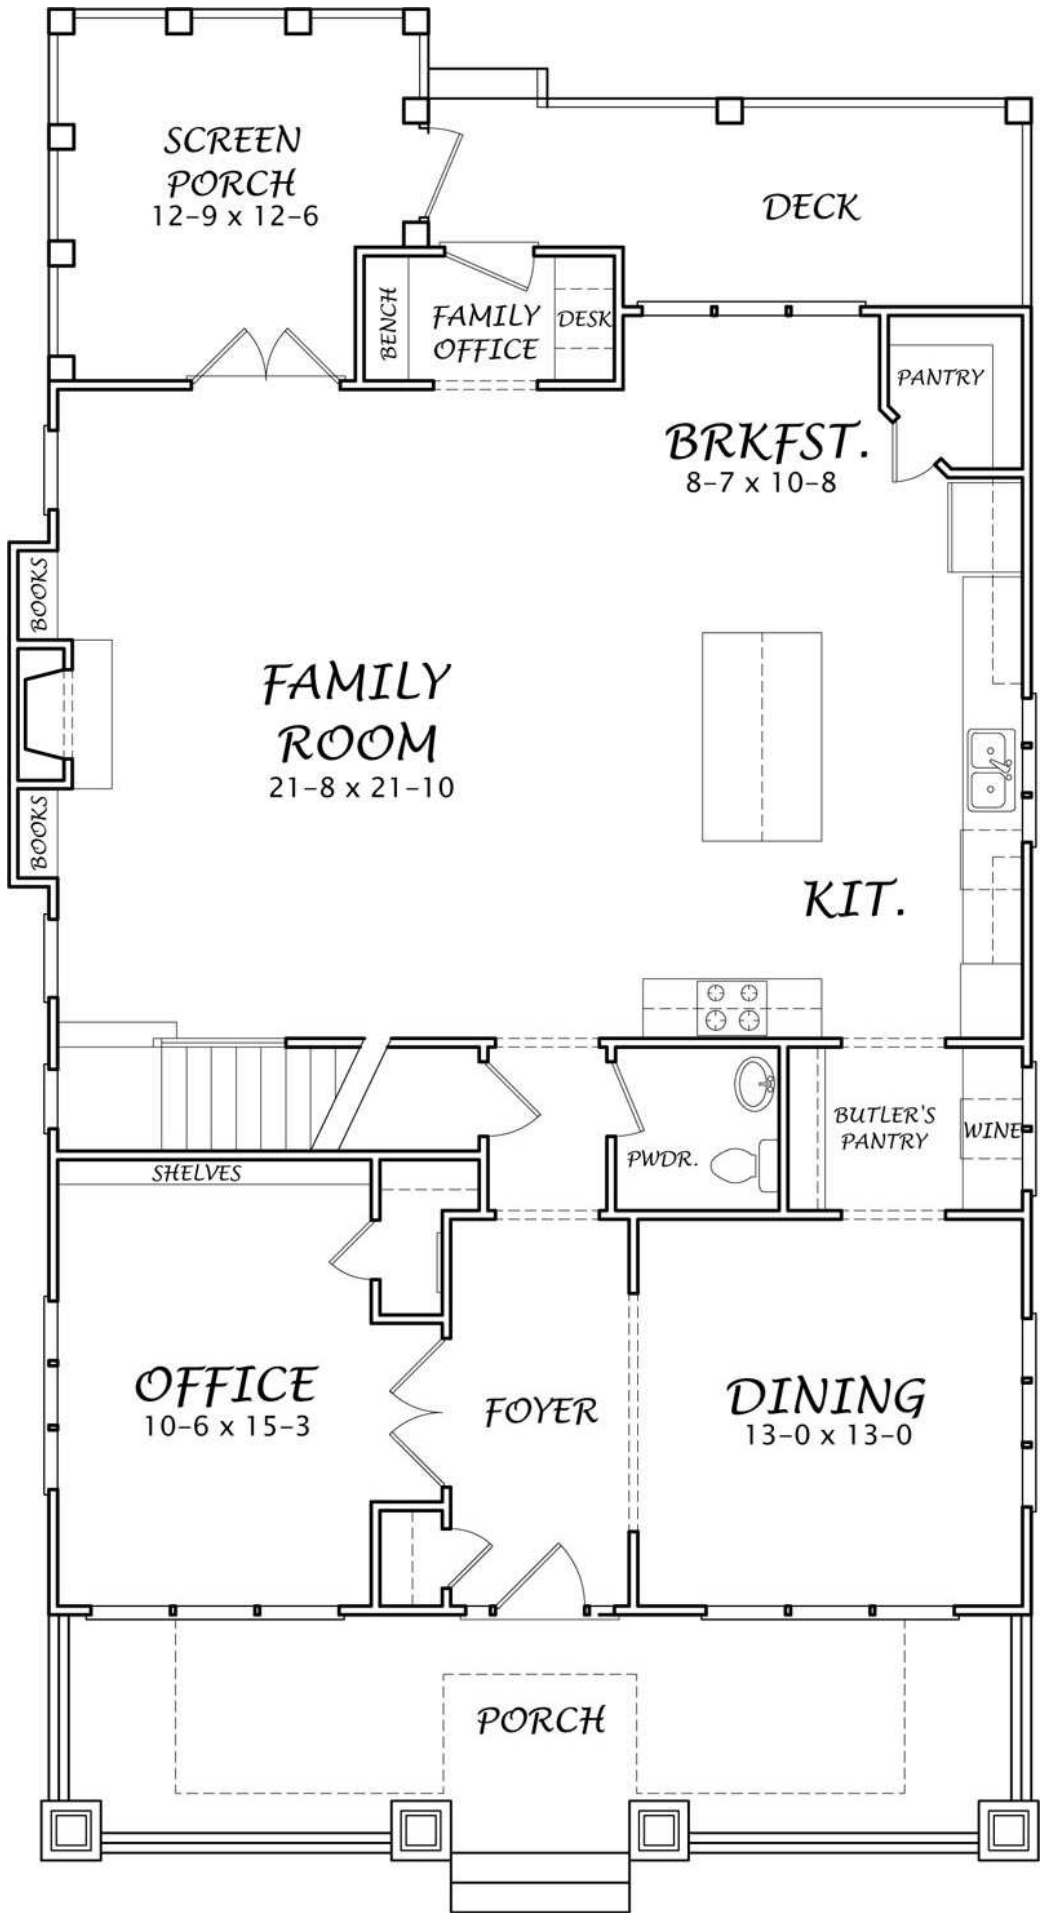 SCREEN
PORCH
12-9 x 12-6
DECK
BENCH
FAMILY
OFFICE
DESK
PANTRY
BRKFST.
8-7 x 10-8
BOOKS
FAMILY
ROOM
21-8 x 21-10
BOOKS
KIT.
BUTLER'S
PANTRY
WINE
PWDR.
SHELVES
OFFICE
10-6 x 15-3
FOYER
DINING
13-0 x 13-0
PORCH